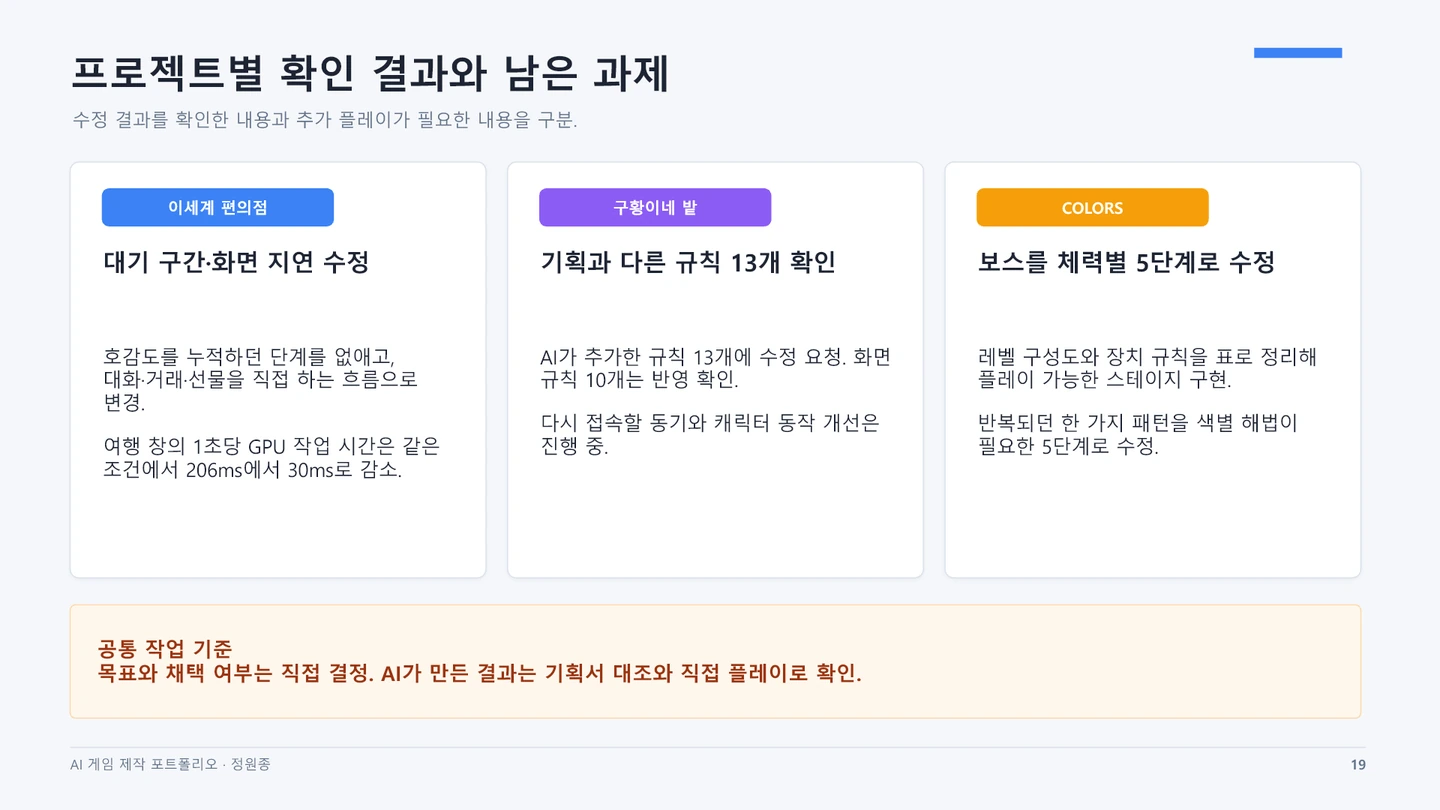 프로젝트별 확인 결과와 남은 과제
수정 결과를 확인한 내용과 추가 플레이가 필요한 내용을 구분.
이세계 편의점
대기 구간·화면 지연 수정
호감도를 누적하던 단계를 없애고,
대화·거래·선물을 직접 하는 흐름으로
변경.
여행 창의 1초당 GPU 작업 시간은 같은
조건에서 206ms에서 30ms로 감소.
구황이네 밭
기획과 다른 규칙 13개 확인
AI가 추가한 규칙 13개에 수정 요청. 화면
규칙 10개는 반영 확인.
다시 접속할 동기와 캐릭터 동작 개선은
진행 중.
COLORS
보스를 체력별 5단계로 수정
레벨 구성도와 장치 규칙을 표로 정리해
플레이 가능한 스테이지 구현.
반복되던 한 가지 패턴을 색별 해법이
필요한 5단계로 수정.
공통 작업 기준
목표와 채택 여부는 직접 결정. AI가 만든 결과는 기획서 대조와 직접 플레이로 확인.
AI 게임 제작 포트폴리오 · 정원종
19